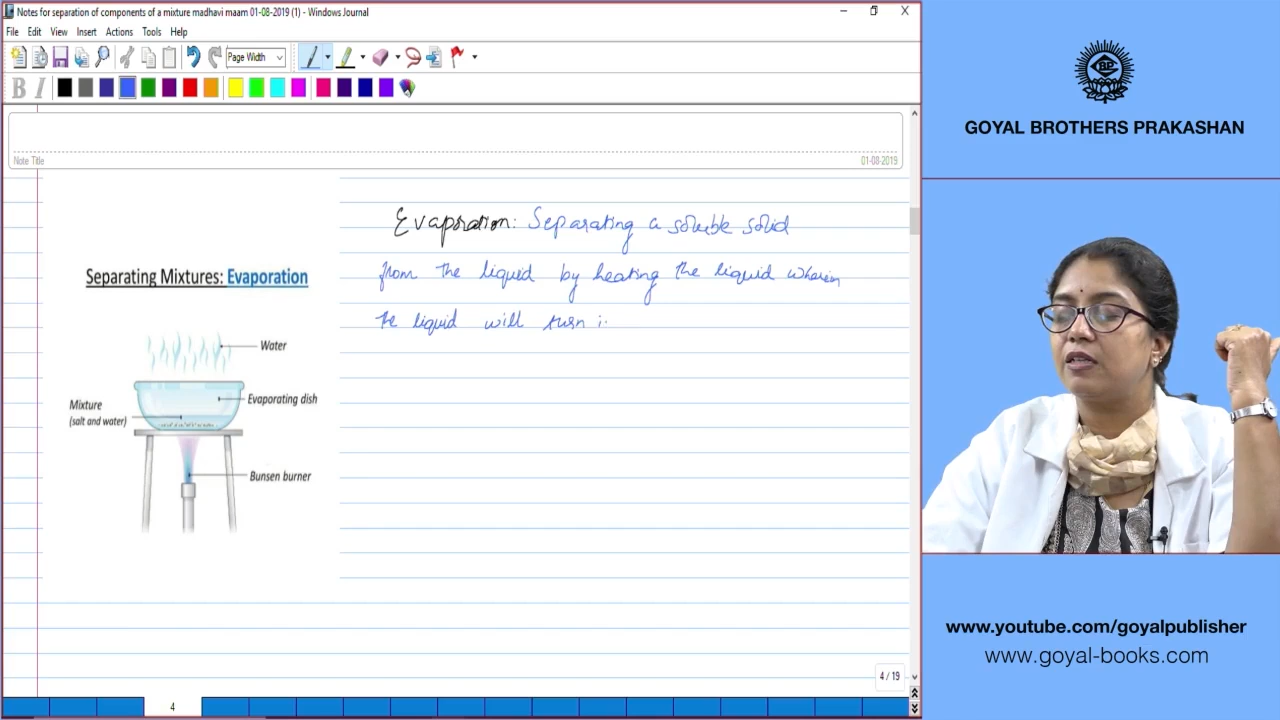 Notes for separation of components of a mixture madhavi maam 01-08-2019 (1) - Windows Journal
File Edit View Insert Actions Tools Help
Page Width
B I
Note Title
01-08-2019
Separating Mixtures: Evaporation
Water
Evaporating dish
Mixture
(salt and water)
Bunsen burner
Evaporation: Separating a soluble solid
from the liquid by heating the liquid wherein
the liquid will turn i
4 / 19
4
GOYAL BROTHERS PRAKASHAN
www.youtube.com/goyalpublisher
www.goyal-books.com